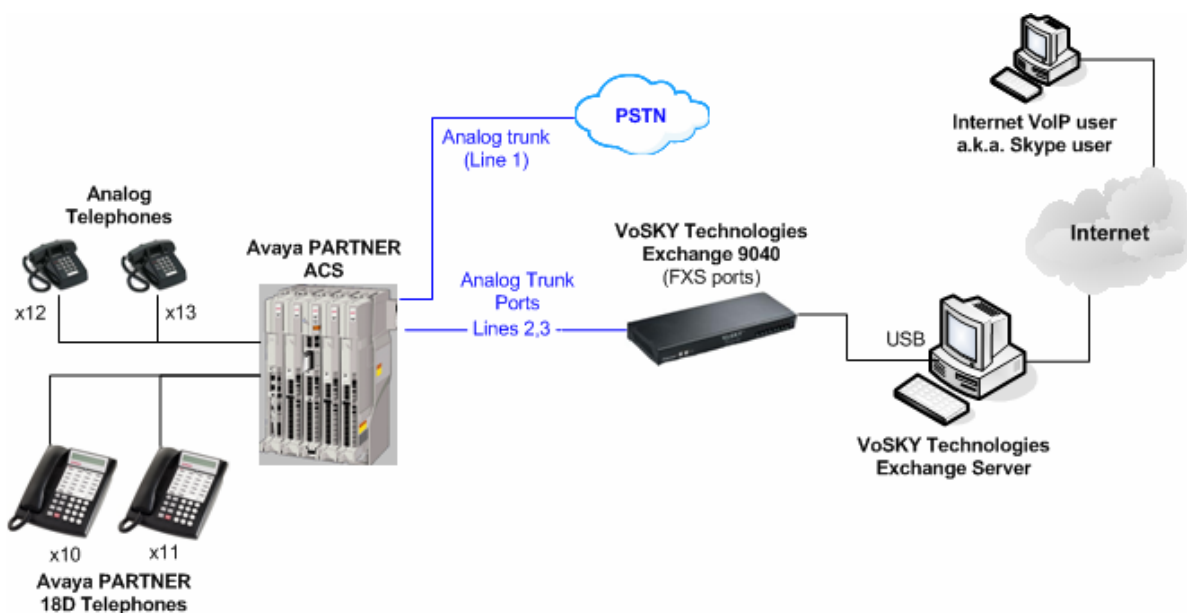 PSTN
Analog trunk
(Line 1)
Internet VoIP user
a.k.a. Skype user
Analog
Telephones
x12
x13
Avaya PARTNER
ACS
Analog Trunk
Ports
Lines 2,3
VoSKY Technologies
Exchange 9040
(FXS ports)
Internet
USB
VoSKY Technologies
Exchange Server
x10
x11
Avaya PARTNER
18D Telephones